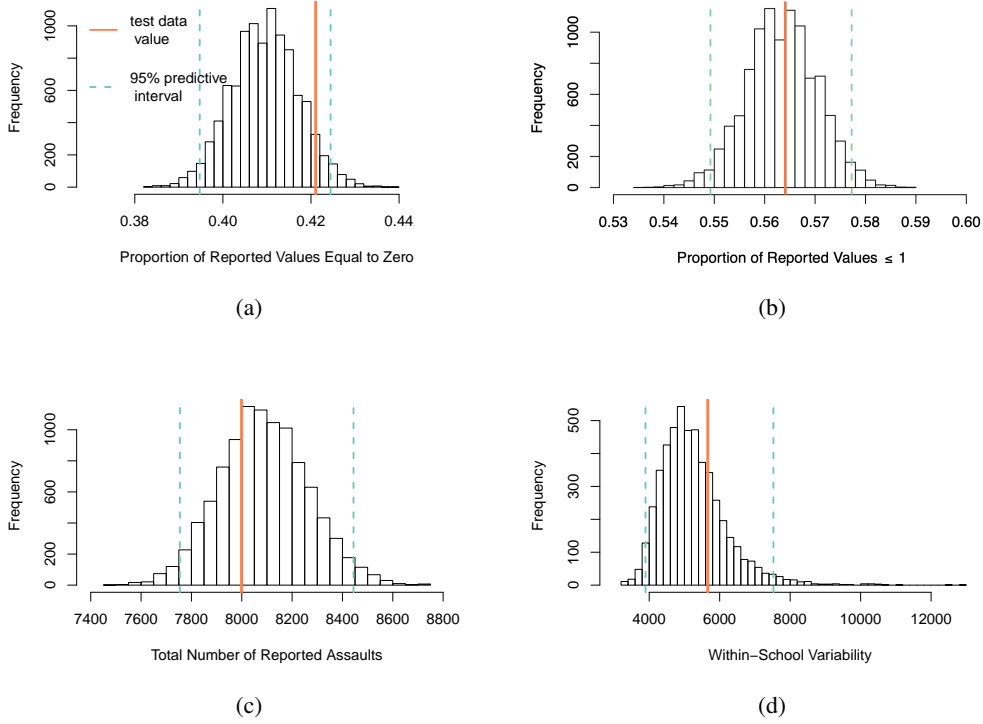 test data
value
95% predictive
interval
Frequency
0 200 600 1000
0.38 0.40 0.42 0.44
Proportion of Reported Values Equal to Zero
(a)
Frequency
0 200 600 1000
0.53 0.54 0.55 0.56 0.57 0.58 0.59 0.60
Proportion of Reported Values ≤ 1
(b)
Frequency
0 200 600 1000
7400 7600 7800 8000 8200 8400 8600 8800
Total Number of Reported Assaults
(c)
Frequency
0 100 300 500
4000 6000 8000 10000 12000
Within−School Variability
(d)